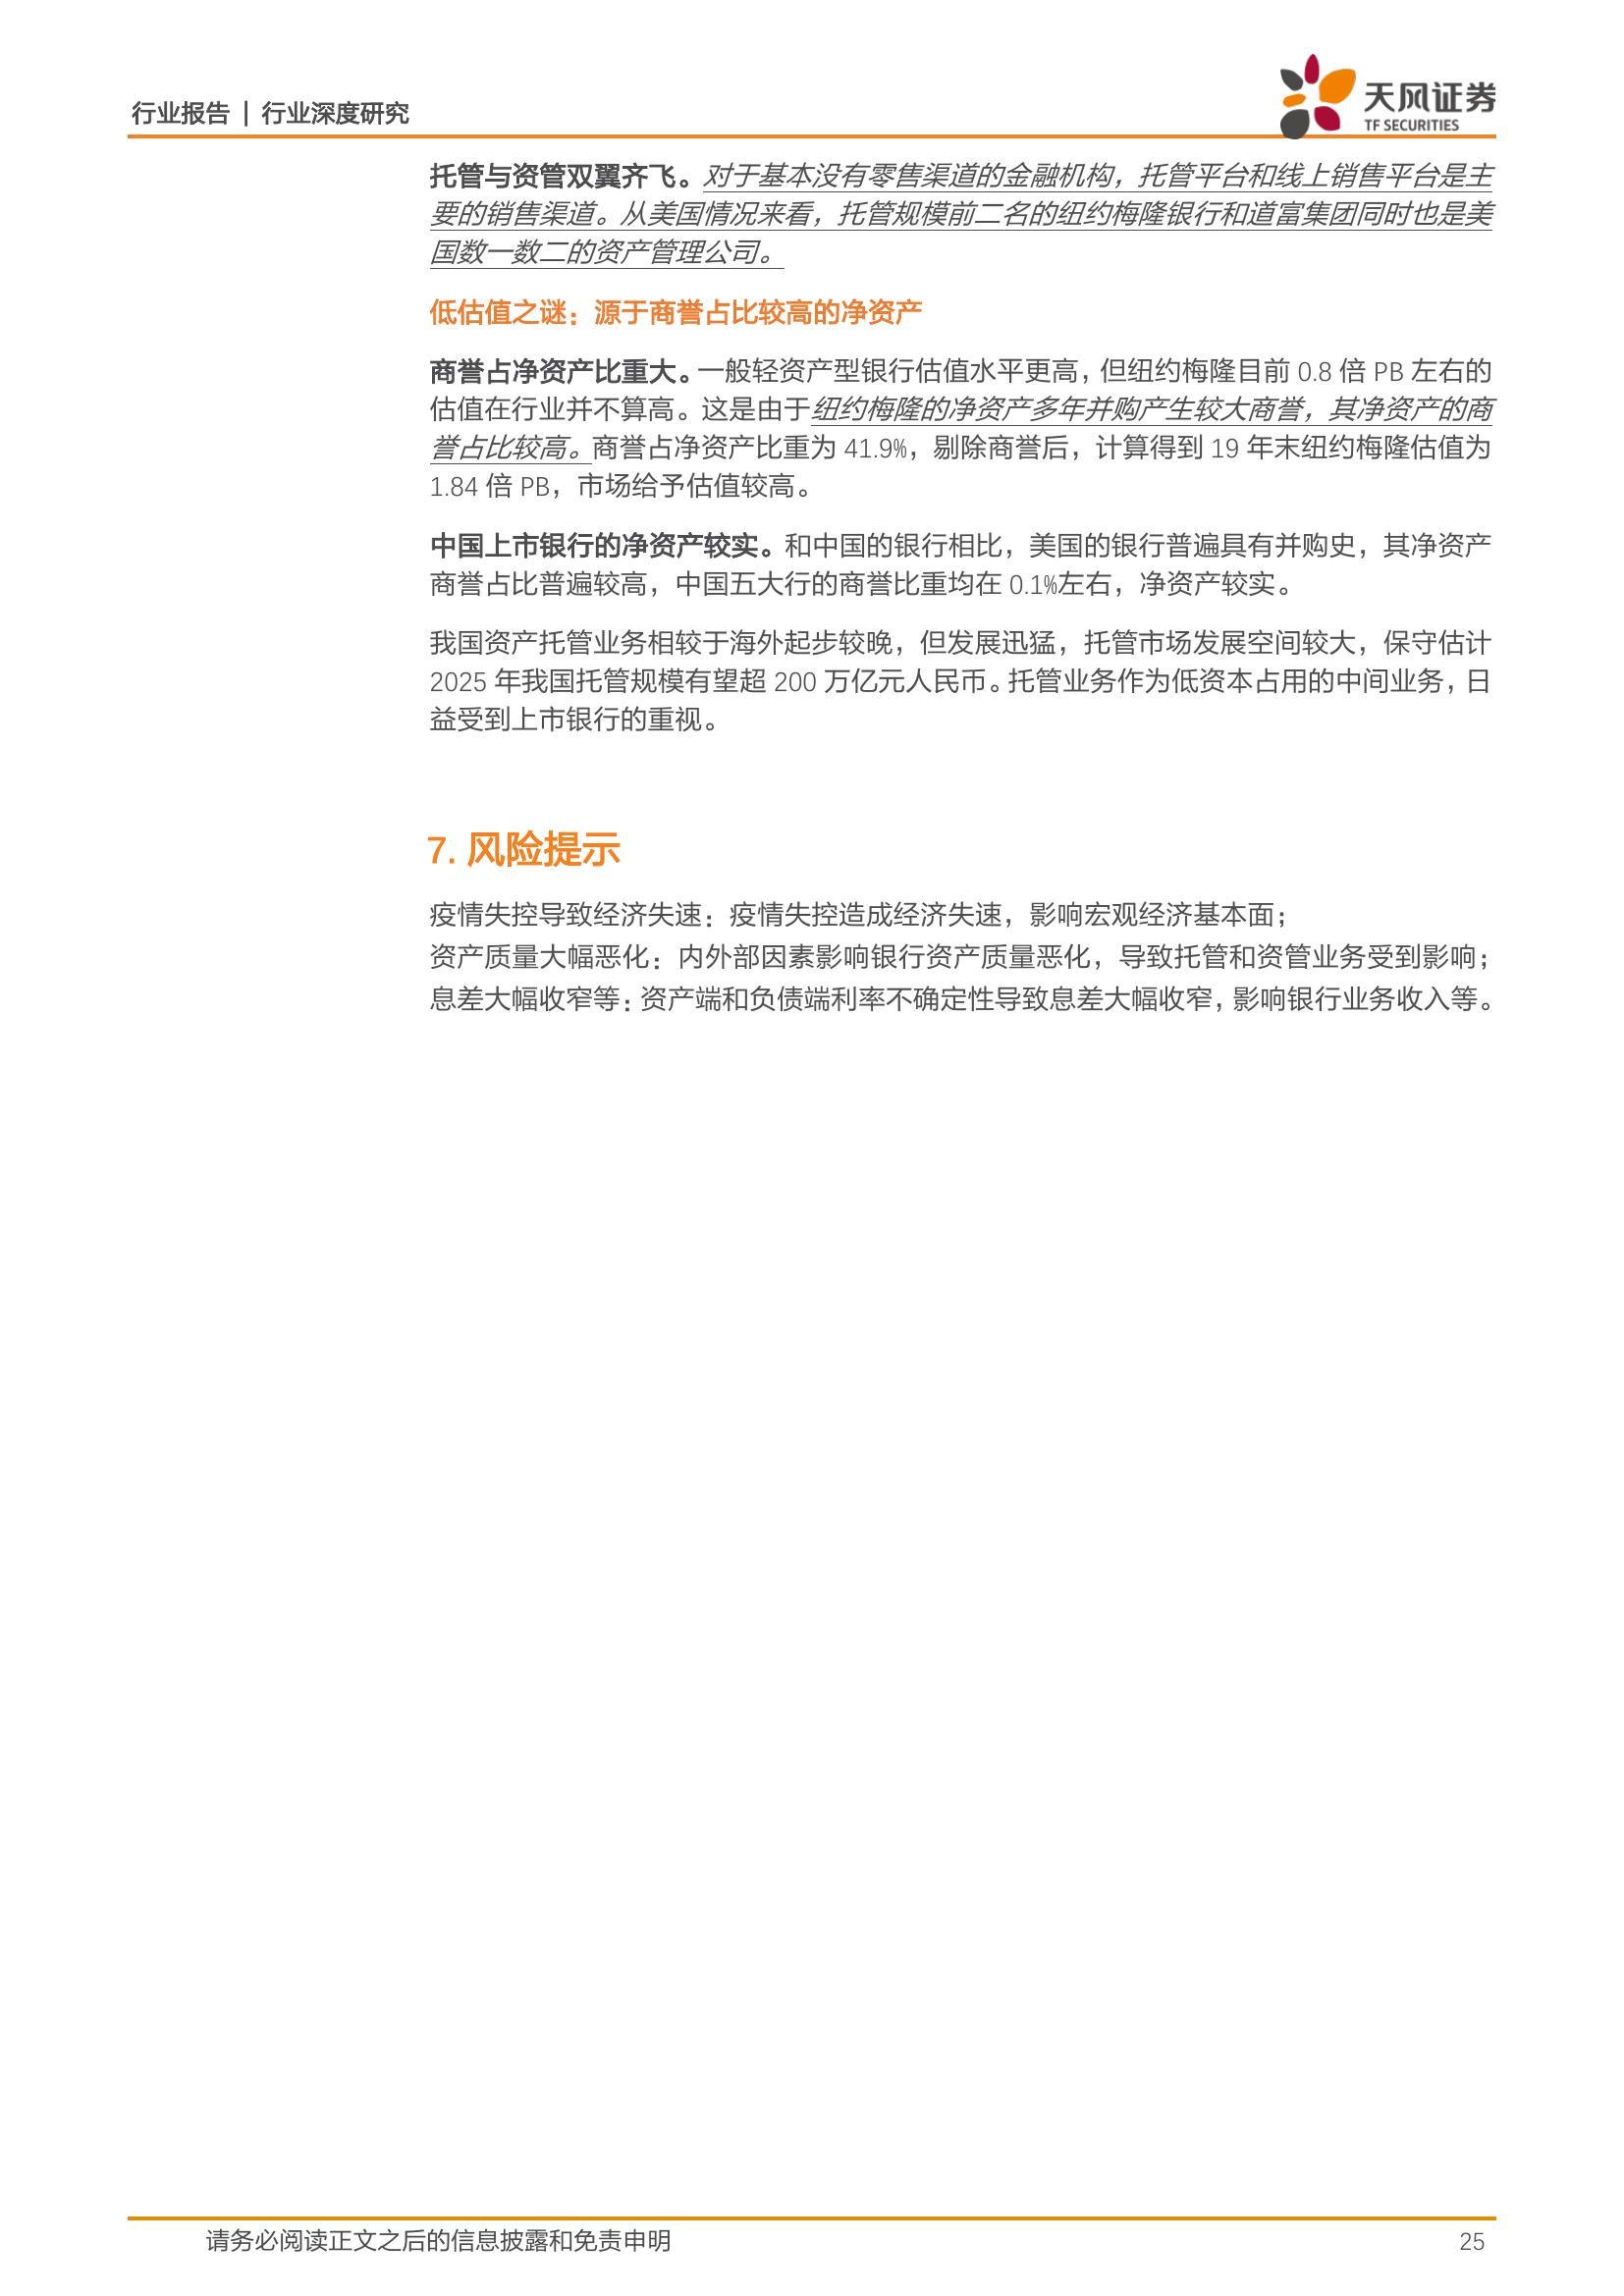 行业报告 | 行业深度研究
天风证券
TF SECURITIES
托管与资管双翼齐飞。对于基本没有零售渠道的金融机构，托管平台和线上销售平台是主
要的销售渠道。从美国情况来看，托管规模前二名的纽约梅隆银行和道富集团同时也是美
国数一数二的资产管理公司。
低估值之谜：源于商誉占比较高的净资产
商誉占净资产比重大。一般轻资产型银行估值水平更高，但纽约梅隆目前 0.8 倍 PB 左右的
估值在行业并不算高。这是由于纽约梅隆的净资产多年并购产生较大商誉，其净资产的商
誉占比较高。商誉占净资产比重为 41.9%，剔除商誉后，计算得到 19 年末纽约梅隆估值为
1.84 倍 PB，市场给予估值较高。
中国上市银行的净资产较实。和中国的银行相比，美国的银行普遍具有并购史，其净资产
商誉占比普遍较高，中国五大行的商誉比重均在 0.1%左右，净资产较实。
我国资产托管业务相较于海外起步较晚，但发展迅猛，托管市场发展空间较大，保守估计
2025 年我国托管规模有望超 200 万亿元人民币。托管业务作为低资本占用的中间业务，日
益受到上市银行的重视。
7. 风险提示
疫情失控导致经济失速：疫情失控造成经济失速，影响宏观经济基本面；
资产质量大幅恶化：内外部因素影响银行资产质量恶化，导致托管和资管业务受到影响；
息差大幅收窄等：资产端和负债端利率不确定性导致息差大幅收窄，影响银行业务收入等。
请务必阅读正文之后的信息披露和免责申明
25